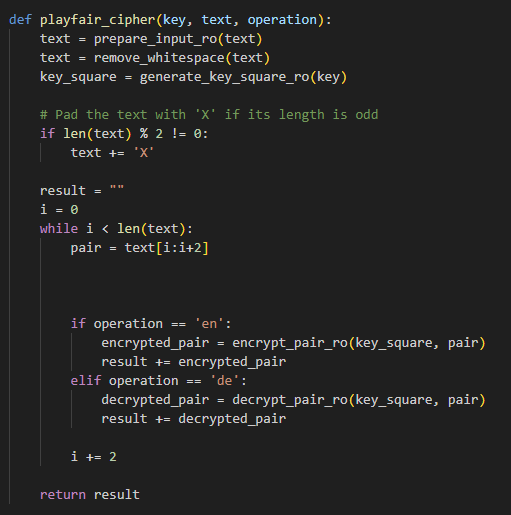 def playfair_cipher(key, text, operation):
    text = prepare_input_ro(text)
    text = remove_whitespace(text)
    key_square = generate_key_square_ro(key)
    # Pad the text with 'X' if its length is odd
    if len(text) % 2 != 0:
        text += 'X'
    result = ""
    i = 0
    while i < len(text):
        pair = text[i:i+2]
        if operation == 'en':
            encrypted_pair = encrypt_pair_ro(key_square, pair)
            result += encrypted_pair
        elif operation == 'de':
            decrypted_pair = decrypt_pair_ro(key_square, pair)
            result += decrypted_pair
        i += 2
    return result